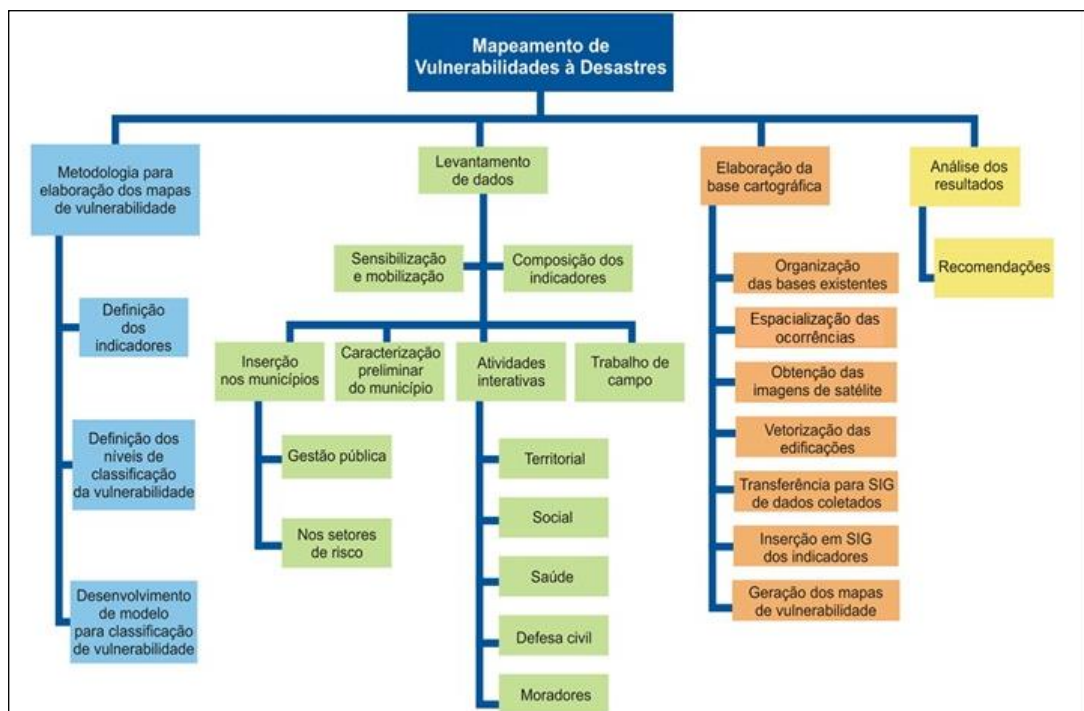 Mapeamento de
Vulnerabilidades à Desastres
Metodologia para
elaboração dos mapas
de vulnerabilidade
Definição
dos
indicadores
Definição dos
níveis de
classificação
da vulnerabilidade
Desenvolvimento
de modelo
para classificação
de vulnerabilidade
Levantamento
de dados
Sensibilização
e mobilização
Composição dos
indicadores
Inserção
nos municípios
Gestão pública
Nos setores
de risco
Caracterização
preliminar
do município
Atividades
interativas
Territorial
Social
Saúde
Defesa civil
Moradores
Trabalho de
campo
Elaboração da
base cartográfica
Organização
das bases existentes
Espacialização das
ocorrências
Obtenção das
imagens de satélite
Vetorização das
edificações
Transferência para SIG
de dados coletados
Inserção em SIG
dos indicadores
Geração dos mapas
de vulnerabilidade
Análise dos
resultados
Recomendações